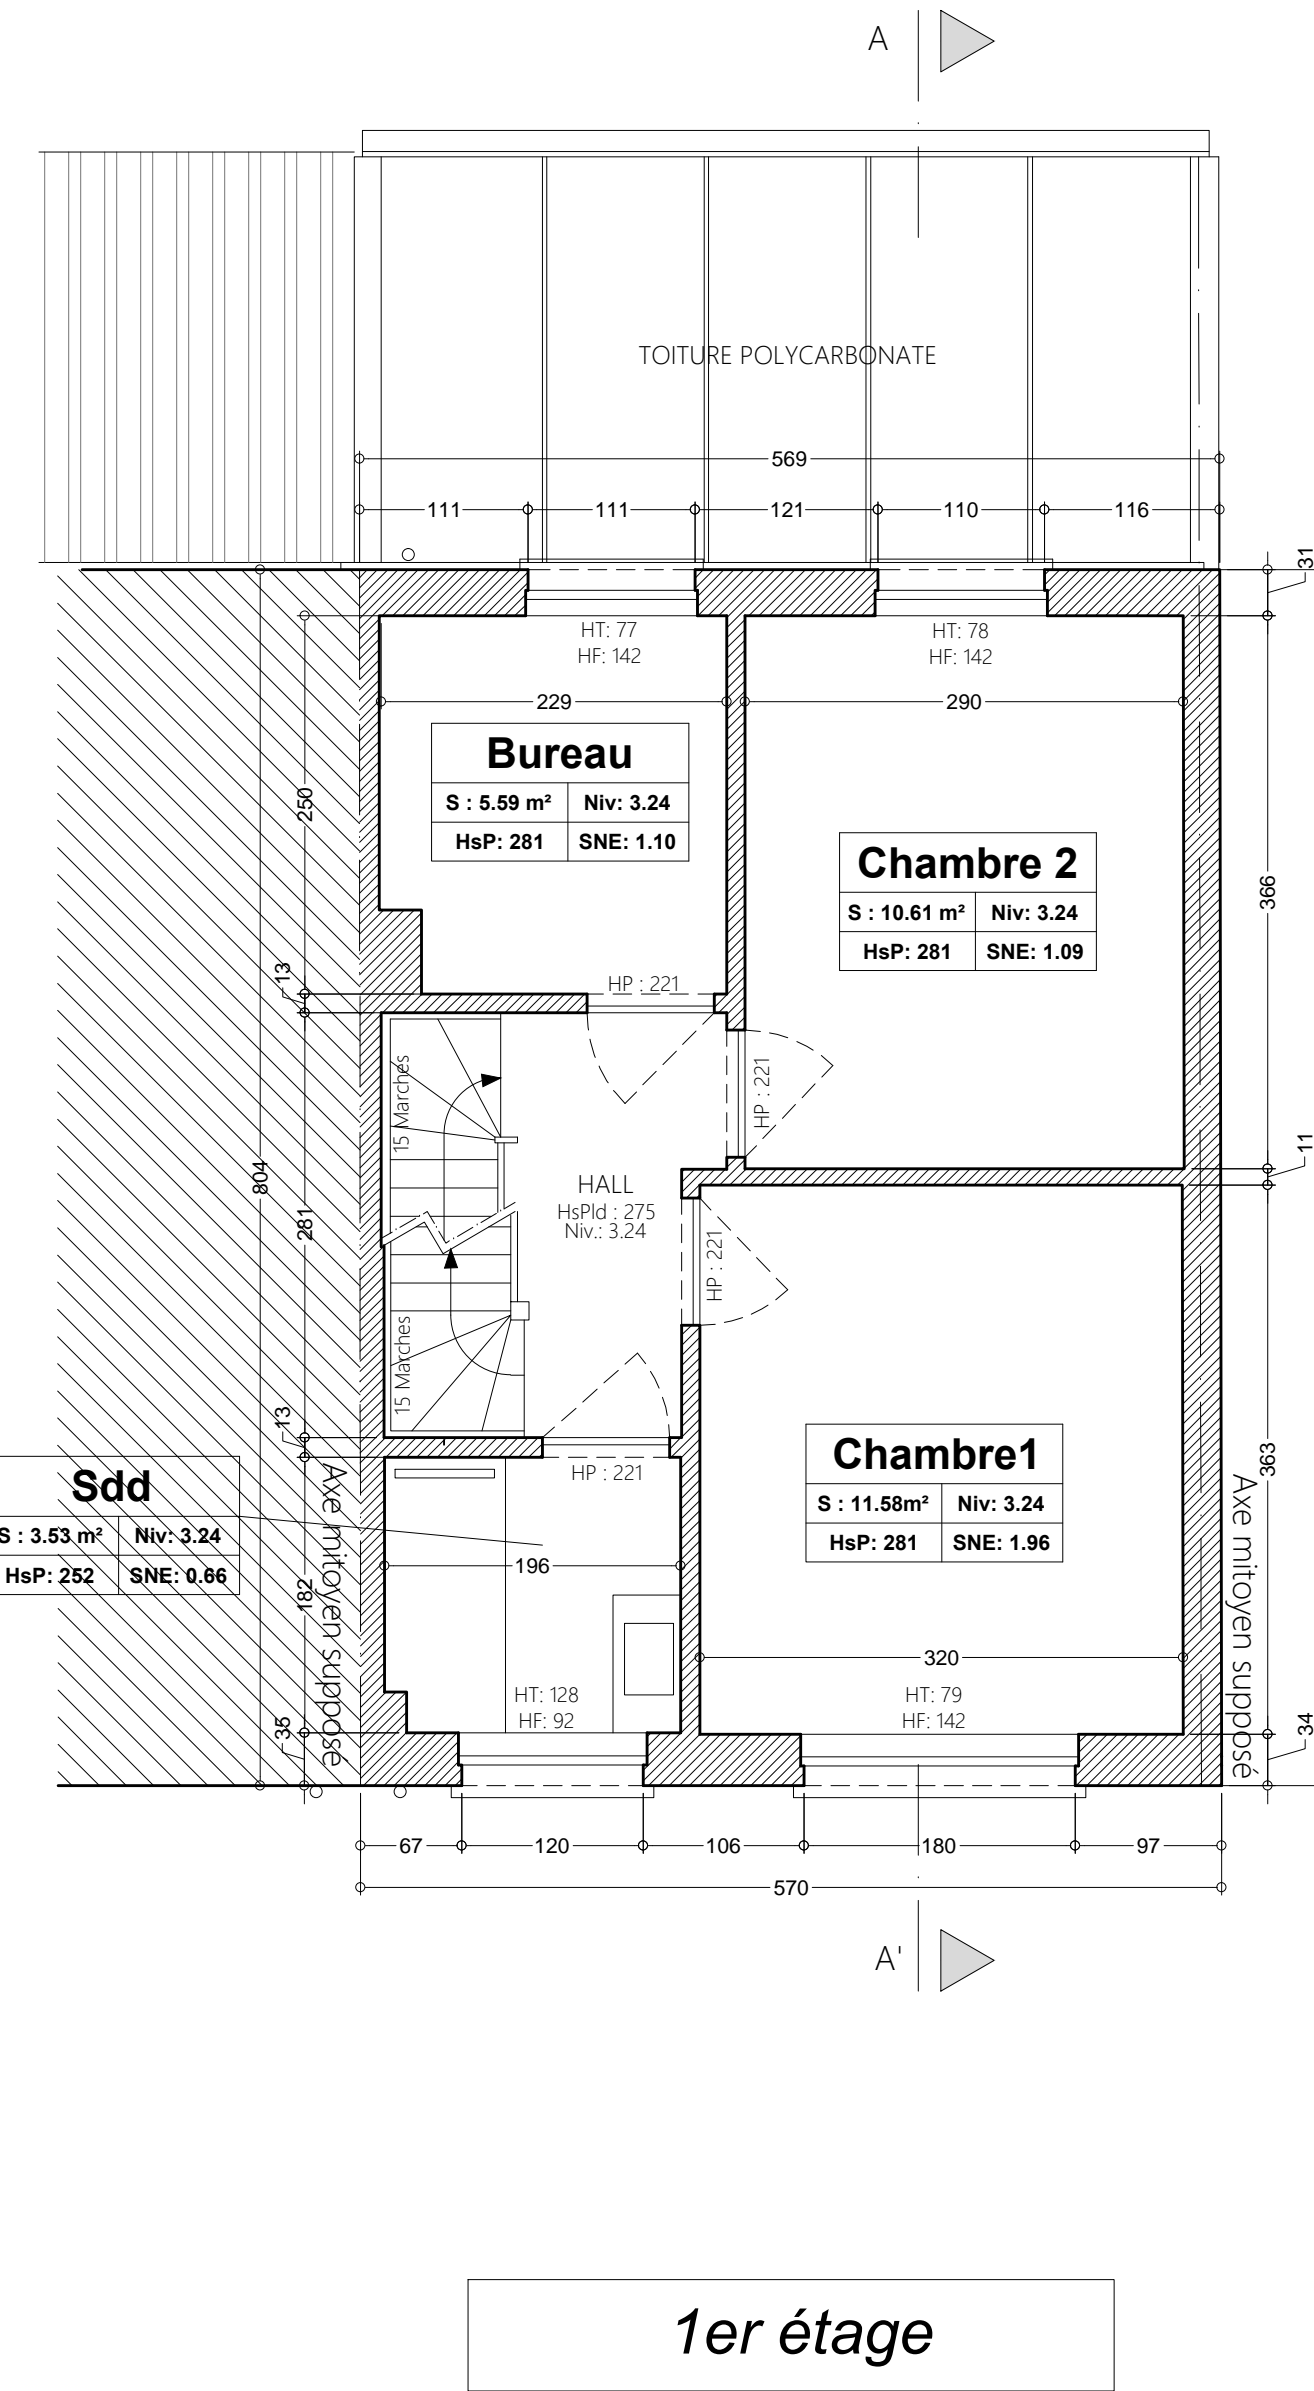 A
TOITURE POLYCARBONATE
569
111 111 121 110 116
31
HT: 77
HF: 142
HT: 78
HF: 142
229
290
Bureau
S : 5.59 m² Niv: 3.24
HsP: 281 SNE: 1.10
250
Chambre 2
S : 10.61 m² Niv: 3.24
HsP: 281 SNE: 1.09
366
13
HP : 221
15 Marches
HP : 221
11
804
281
HALL
HsPld : 275
Niv.: 3.24
HP : 221
15 Marches
13
HP : 221
Chambre1
S : 11.58m² Niv: 3.24
HsP: 281 SNE: 1.96
363
Sdd
S : 3.53 m² Niv: 3.24
HsP: 252 SNE: 0.66
Axe mitoyen supposé
Axe mitoyen supposé
182
196
320
HT: 128
HF: 92
HT: 79
HF: 142
35
34
67 120 106 180 97
570
A'
1er étage